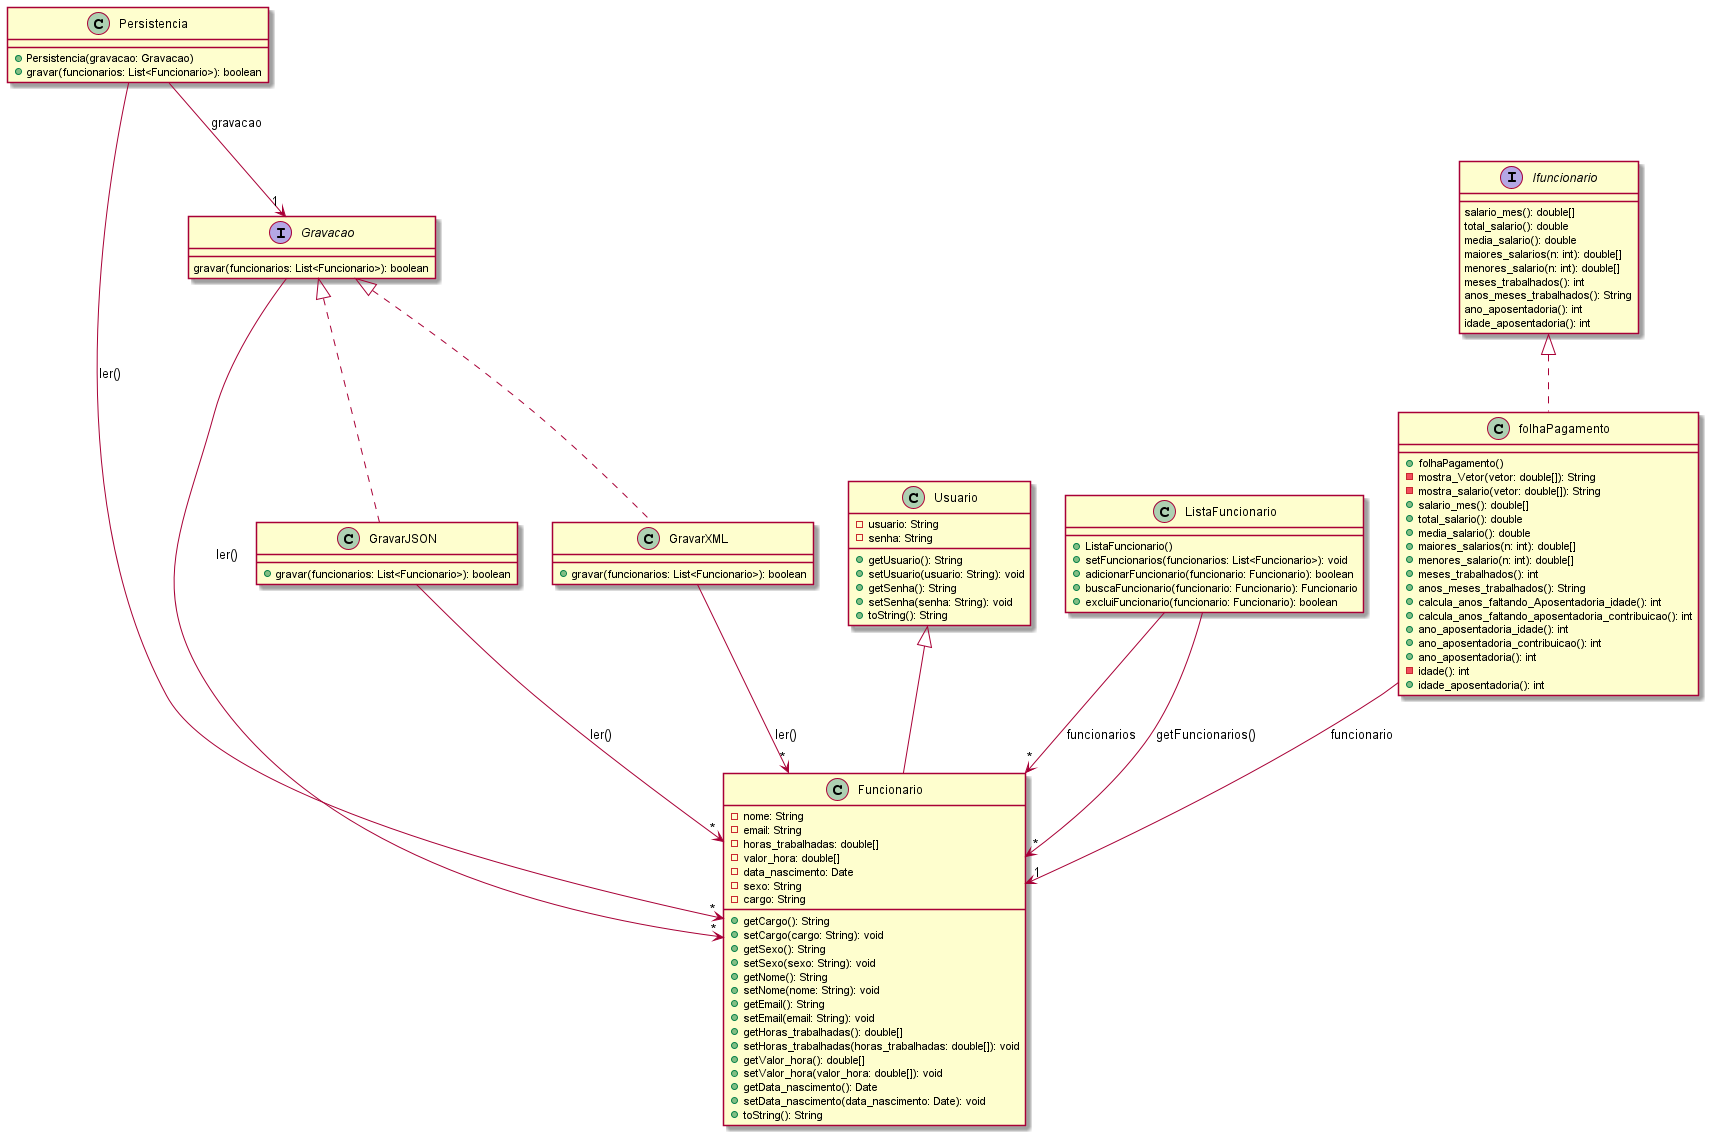 C Persistencia
Persistencia(gravacao: Gravacao)
gravar(funcionarios: List<Funcionario>): boolean
gravacao
1
I Gravacao
gravar(funcionarios: List<Funcionario>): boolean
I Ifuncionario
salario_mes(): double[]
total_salario(): double
media_salario(): double
maiores_salarios(n: int): double[]
menores_salario(n: int): double[]
meses_trabalhados(): int
anos_meses_trabalhados(): String
ano_aposentadoria(): int
idade_aposentadoria(): int
ler()
ler()
C GravarJSON
gravar(funcionarios: List<Funcionario>): boolean
C GravarXML
gravar(funcionarios: List<Funcionario>): boolean
C Usuario
usuario: String
senha: String
getUsuario(): String
setUsuario(usuario: String): void
getSenha(): String
setSenha(senha: String): void
toString(): String
C ListaFuncionario
ListaFuncionario()
setFuncionarios(funcionarios: List<Funcionario>): void
adicionarFuncionario(funcionario: Funcionario): boolean
buscaFuncionario(funcionario: Funcionario): Funcionario
excluiFuncionario(funcionario: Funcionario): boolean
C folhaPagamento
folhaPagamento()
mostra_Vetor(vetor: double[]): String
mostra_salario(vetor: double[]): String
salario_mes(): double[]
total_salario(): double
media_salario(): double
maiores_salarios(n: int): double[]
menores_salario(n: int): double[]
meses_trabalhados(): int
anos_meses_trabalhados(): String
calcula_anos_faltando_Aposentadoria_idade(): int
calcula_anos_faltando_aposentadoria_contribuicao(): int
ano_aposentadoria_idade(): int
ano_aposentadoria_contribuicao(): int
ano_aposentadoria(): int
idade(): int
idade_aposentadoria(): int
ler()
ler()
funcionarios
getFuncionarios()
funcionario
*
*
*
*
1
*
*
C Funcionario
nome: String
email: String
horas_trabalhadas: double[]
valor_hora: double[]
data_nascimento: Date
sexo: String
cargo: String
getCargo(): String
setCargo(cargo: String): void
getSexo(): String
setSexo(sexo: String): void
getNome(): String
setNome(nome: String): void
getEmail(): String
setEmail(email: String): void
getHoras_trabalhadas(): double[]
setHoras_trabalhadas(horas_trabalhadas: double[]): void
getValor_hora(): double[]
setValor_hora(valor_hora: double[]): void
getData_nascimento(): Date
setData_nascimento(data_nascimento: Date): void
toString(): String